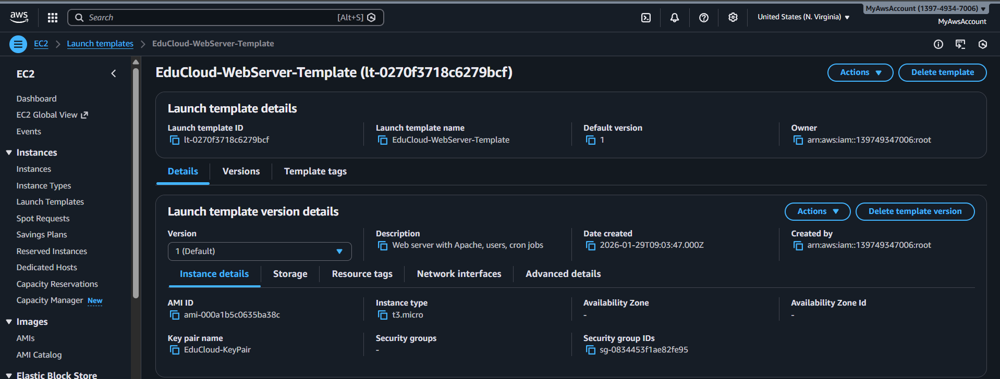 MyAwsAccount (1397-4934-7006)
aws
Search
[Alt+S]
United States (N. Virginia)
MyAwsAccount
EC2
Launch templates
EduCloud-WebServer-Template
EC2
Dashboard
EC2 Global View
Events
Instances
Instances
Instance Types
Launch Templates
Spot Requests
Savings Plans
Reserved Instances
Dedicated Hosts
Capacity Reservations
Capacity Manager New
Images
AMIs
AMI Catalog
Elastic Block Store
EduCloud-WebServer-Template (lt-0270f3718c6279bcf)
Actions
Delete template
Launch template details
Launch template ID
lt-0270f3718c6279bcf
Launch template name
EduCloud-WebServer-Template
Default version
1
Owner
arn:aws:iam::139749347006:root
Details
Versions
Template tags
Launch template version details
Actions
Delete template version
Version
1 (Default)
Description
Web server with Apache, users, cron jobs
Date created
2026-01-29T09:03:47.000Z
Created by
arn:aws:iam::139749347006:root
Instance details
Storage
Resource tags
Network interfaces
Advanced details
AMI ID
ami-000a1b5c0635ba38c
Instance type
t3.micro
Availability Zone
-
Availability Zone Id
-
Key pair name
EduCloud-KeyPair
Security groups
-
Security group IDs
sg-0834453f1ae82fe95